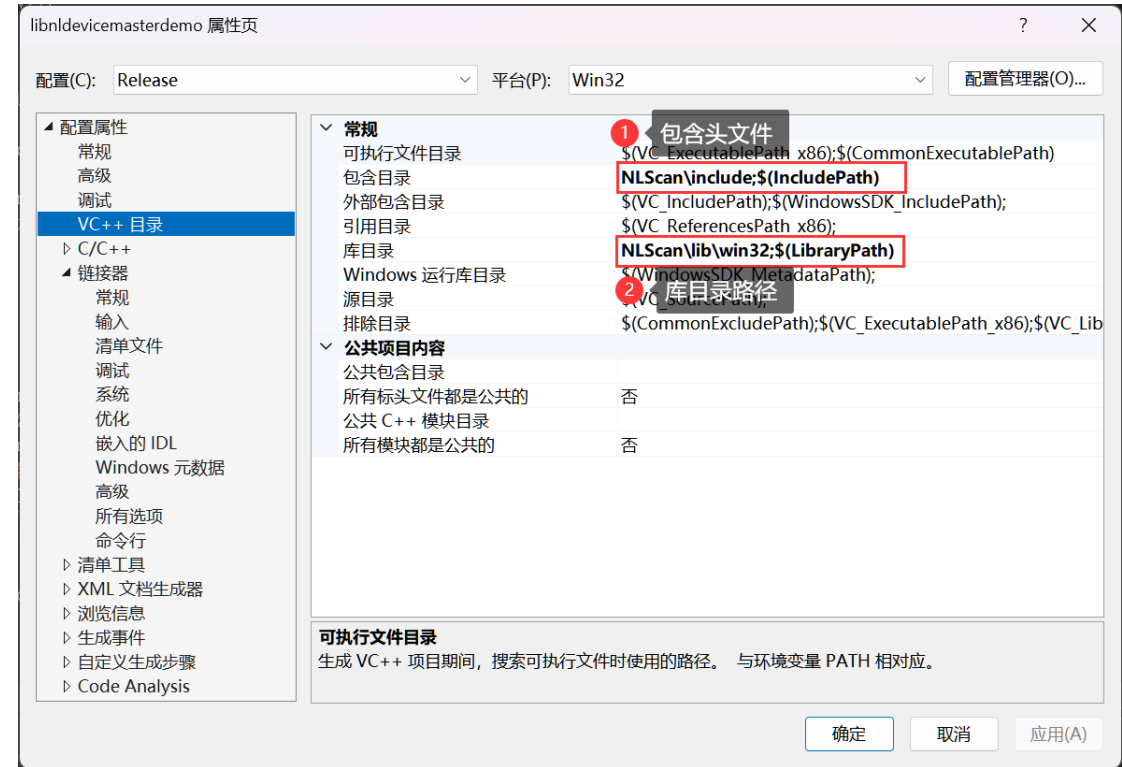 libnldevicemasterdemo 属性页
?
配置(C): Release 平台(P): Win32 配置管理器(O)...
配置属性
常规
高级
调试
VC++ 目录
C/C++
链接器
常规
输入
清单文件
调试
系统
优化
嵌入的 IDL
Windows 元数据
高级
所有选项
命令行
清单工具
XML 文档生成器
浏览信息
生成事件
自定义生成步骤
Code Analysis
常规
1 包含头文件
可执行文件目录 $(VC_ExecutablePath_x86);$(CommonExecutablePath)
包含目录 NLScan\include;$(IncludePath)
外部包含目录 $(VC_IncludePath);$(WindowsSDK_IncludePath);
引用目录 $(VC_ReferencesPath_x86);
库目录 NLScan\lib\win32;$(LibraryPath)
Windows 运行库目录 $(WindowsSDK_MetadataPath);
2 库目录路径
源目录 $(VC_SourcePath);
排除目录 $(CommonExcludePath);$(VC_ExecutablePath_x86);$(VC_Lib
公共项目内容
公共包含目录
所有标头文件都是公共的 否
公共 C++ 模块目录
所有模块都是公共的 否
可执行文件目录
生成 VC++ 项目期间，搜索可执行文件时使用的路径。 与环境变量 PATH 相对应。
确定 取消 应用(A)